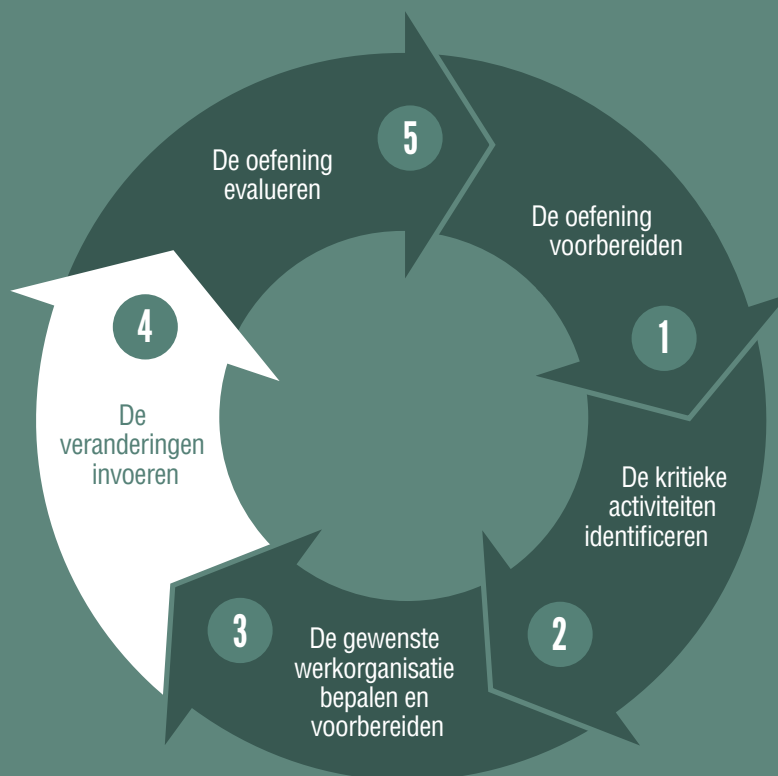 5
De oefening
evalueren
De oefening
voorbereiden
1
4
De
veranderingen
invoeren
De kritieke
activiteiten
identificeren
2
3
De gewenste
werkorganisatie
bepalen en
voorbereiden